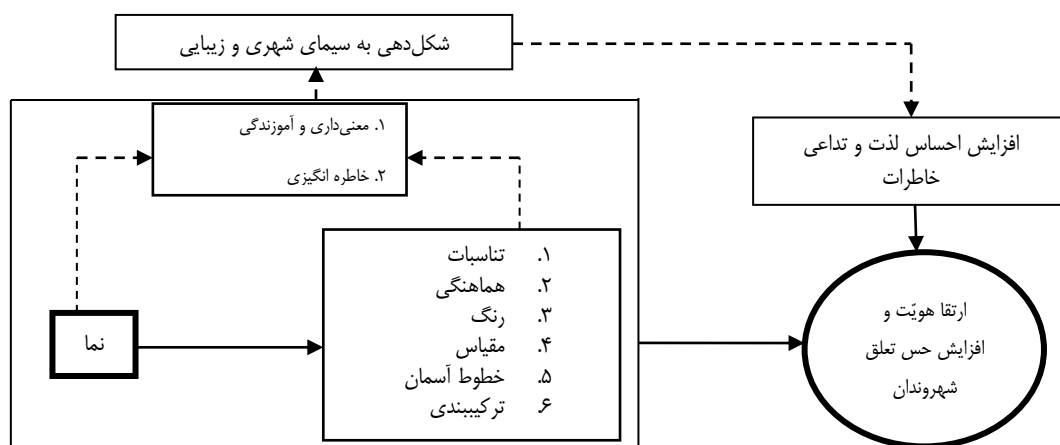 شکل‌دهی به سیمای شهری و زیبایی
۱. معنی‌داری و آموزندگی
۲. خاطره انگیزی
افزایش احساس لذت و تداعی
خاطرات
۱. تناسبات
۲. هماهنگی
۳. رنگ
۴. مقیاس
۵. خطوط آسمان
۶. ترکیببندی
نما
ارتقا هویّت و
افزایش حس تعلق
شهروندان